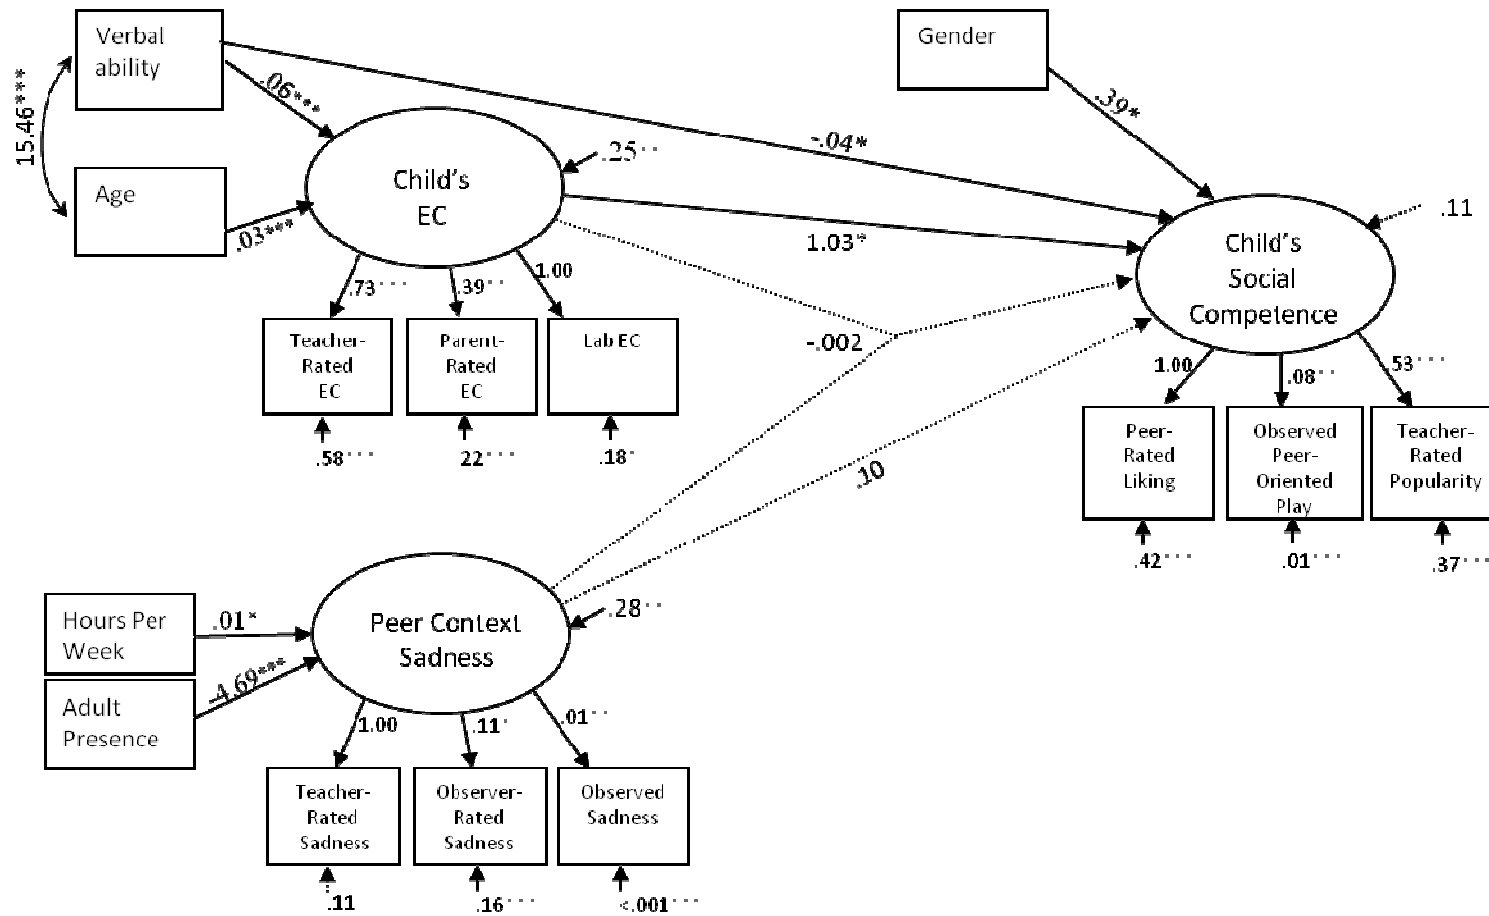 Verbal
ability
Gender
15.46***
.06***
.39*
-.04*
.25**
Age
Child's
EC
.03***
1.03*
.11
Child's
Social
Competence
.73***
.39***
1.00
Teacher-
Rated
EC
Parent-
Rated
EC
Lab EC
-.002
1.00
.08**
.53***
.58***
.22***
.18*
.10
Peer-
Rated
Liking
Observed
Peer-
Oriented
Play
Teacher-
Rated
Popularity
.42***
.01***
.37***
Hours Per
Week
.01*
Peer Context
Sadness
.28**
Adult
Presence
-4.69***
1.00
.11*
.01**
Teacher-
Rated
Sadness
Observer-
Rated
Sadness
Observed
Sadness
.11
.16***
<.001***